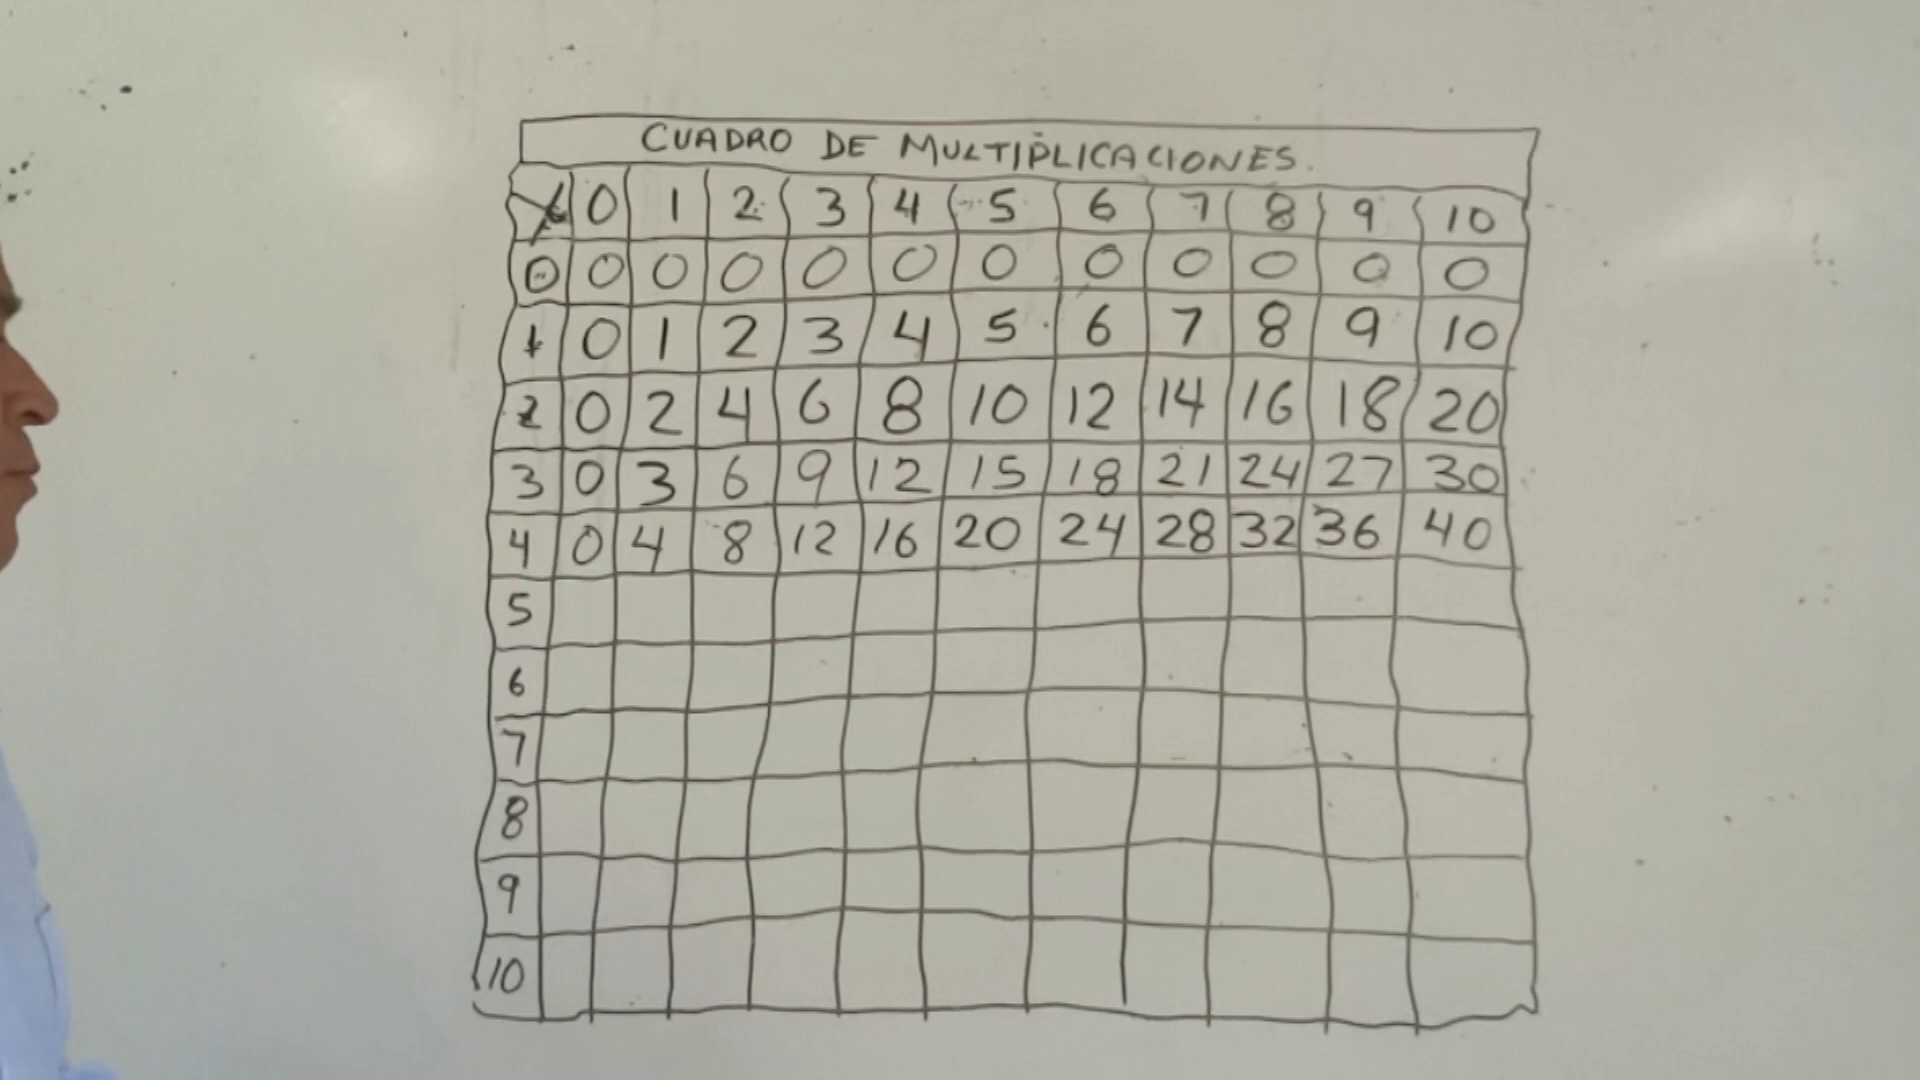 CUADRO DE MULTIPLICACIONES.
X 0 1 2 3 4 5 6 7 8 9 10
0 0 0 0 0 0 0 0 0 0 0 0
1 0 1 2 3 4 5 6 7 8 9 10
2 0 2 4 6 8 10 12 14 16 18 20
3 0 3 6 9 12 15 18 21 24 27 30
4 0 4 8 12 16 20 24 28 32 36 40
5
6
7
8
9
10